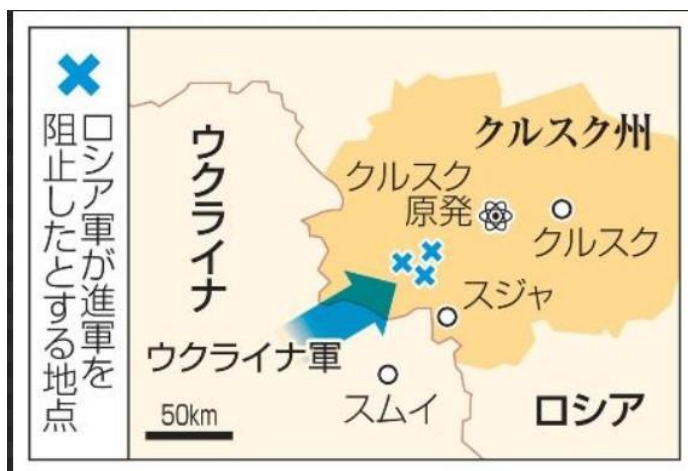 ロシア軍が進軍を
阻止したとする地点
ウクライナ
クルスク州
クルスク
原発
クルスク
スジャ
ウクライナ軍
スムイ
50km
ロシア